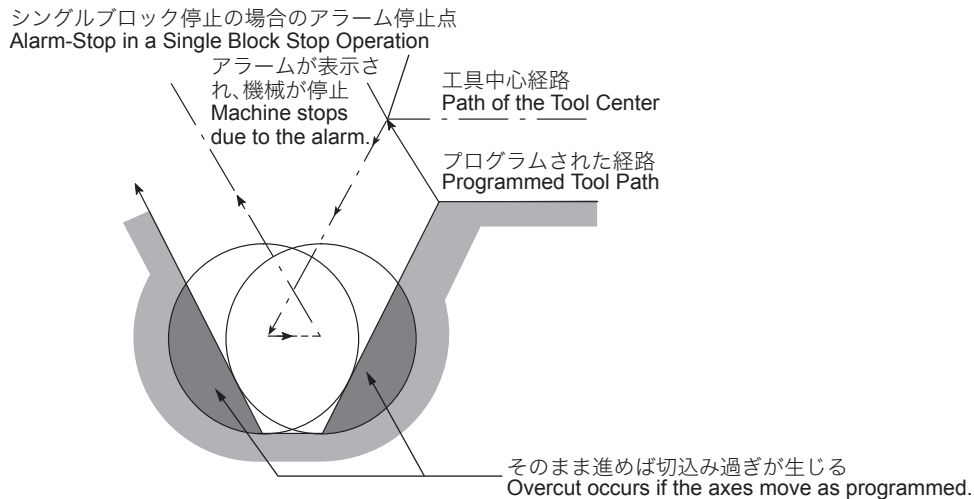 シングルブロック停止の場合のアラーム停止点
Alarm-Stop in a Single Block Stop Operation
アラームが表示さ
れ、機械が停止
Machine stops
due to the alarm.
工具中心経路
Path of the Tool Center
プログラムされた経路
Programmed Tool Path
そのまま進めば切込み過ぎが生じる
Overcut occurs if the axes move as programmed.